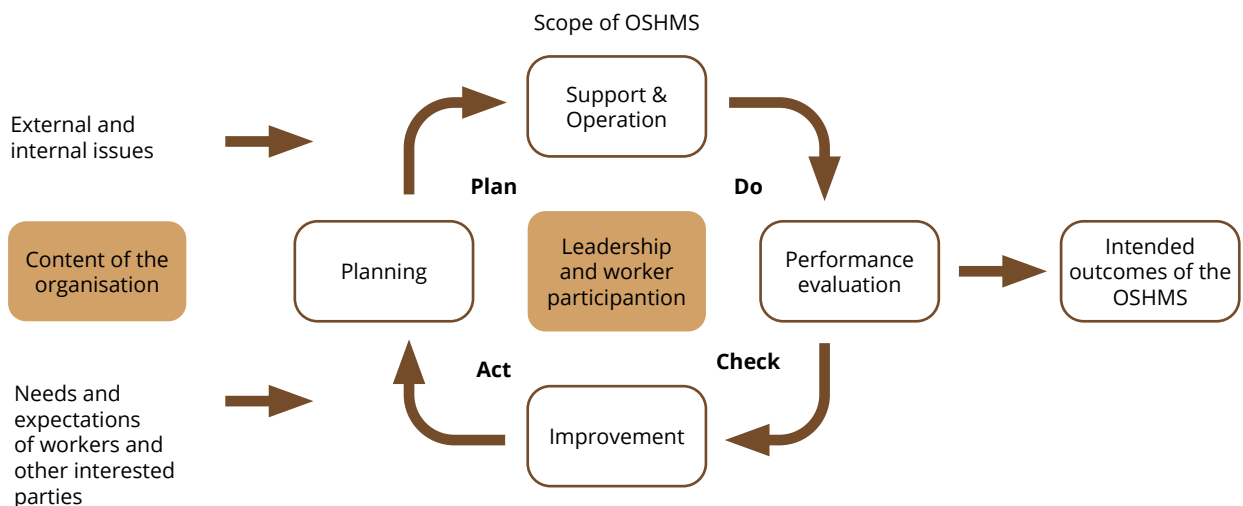 Scope of OSHMS
Support &
Operation
External and
internal issues
Plan
Do
Content of the
organisation
Planning
Leadership
and worker
participantion
Performance
evaluation
Intended
outcomes of the
OSHMS
Act
Check
Needs and
expectations
of workers and
other interested
parties
Improvement